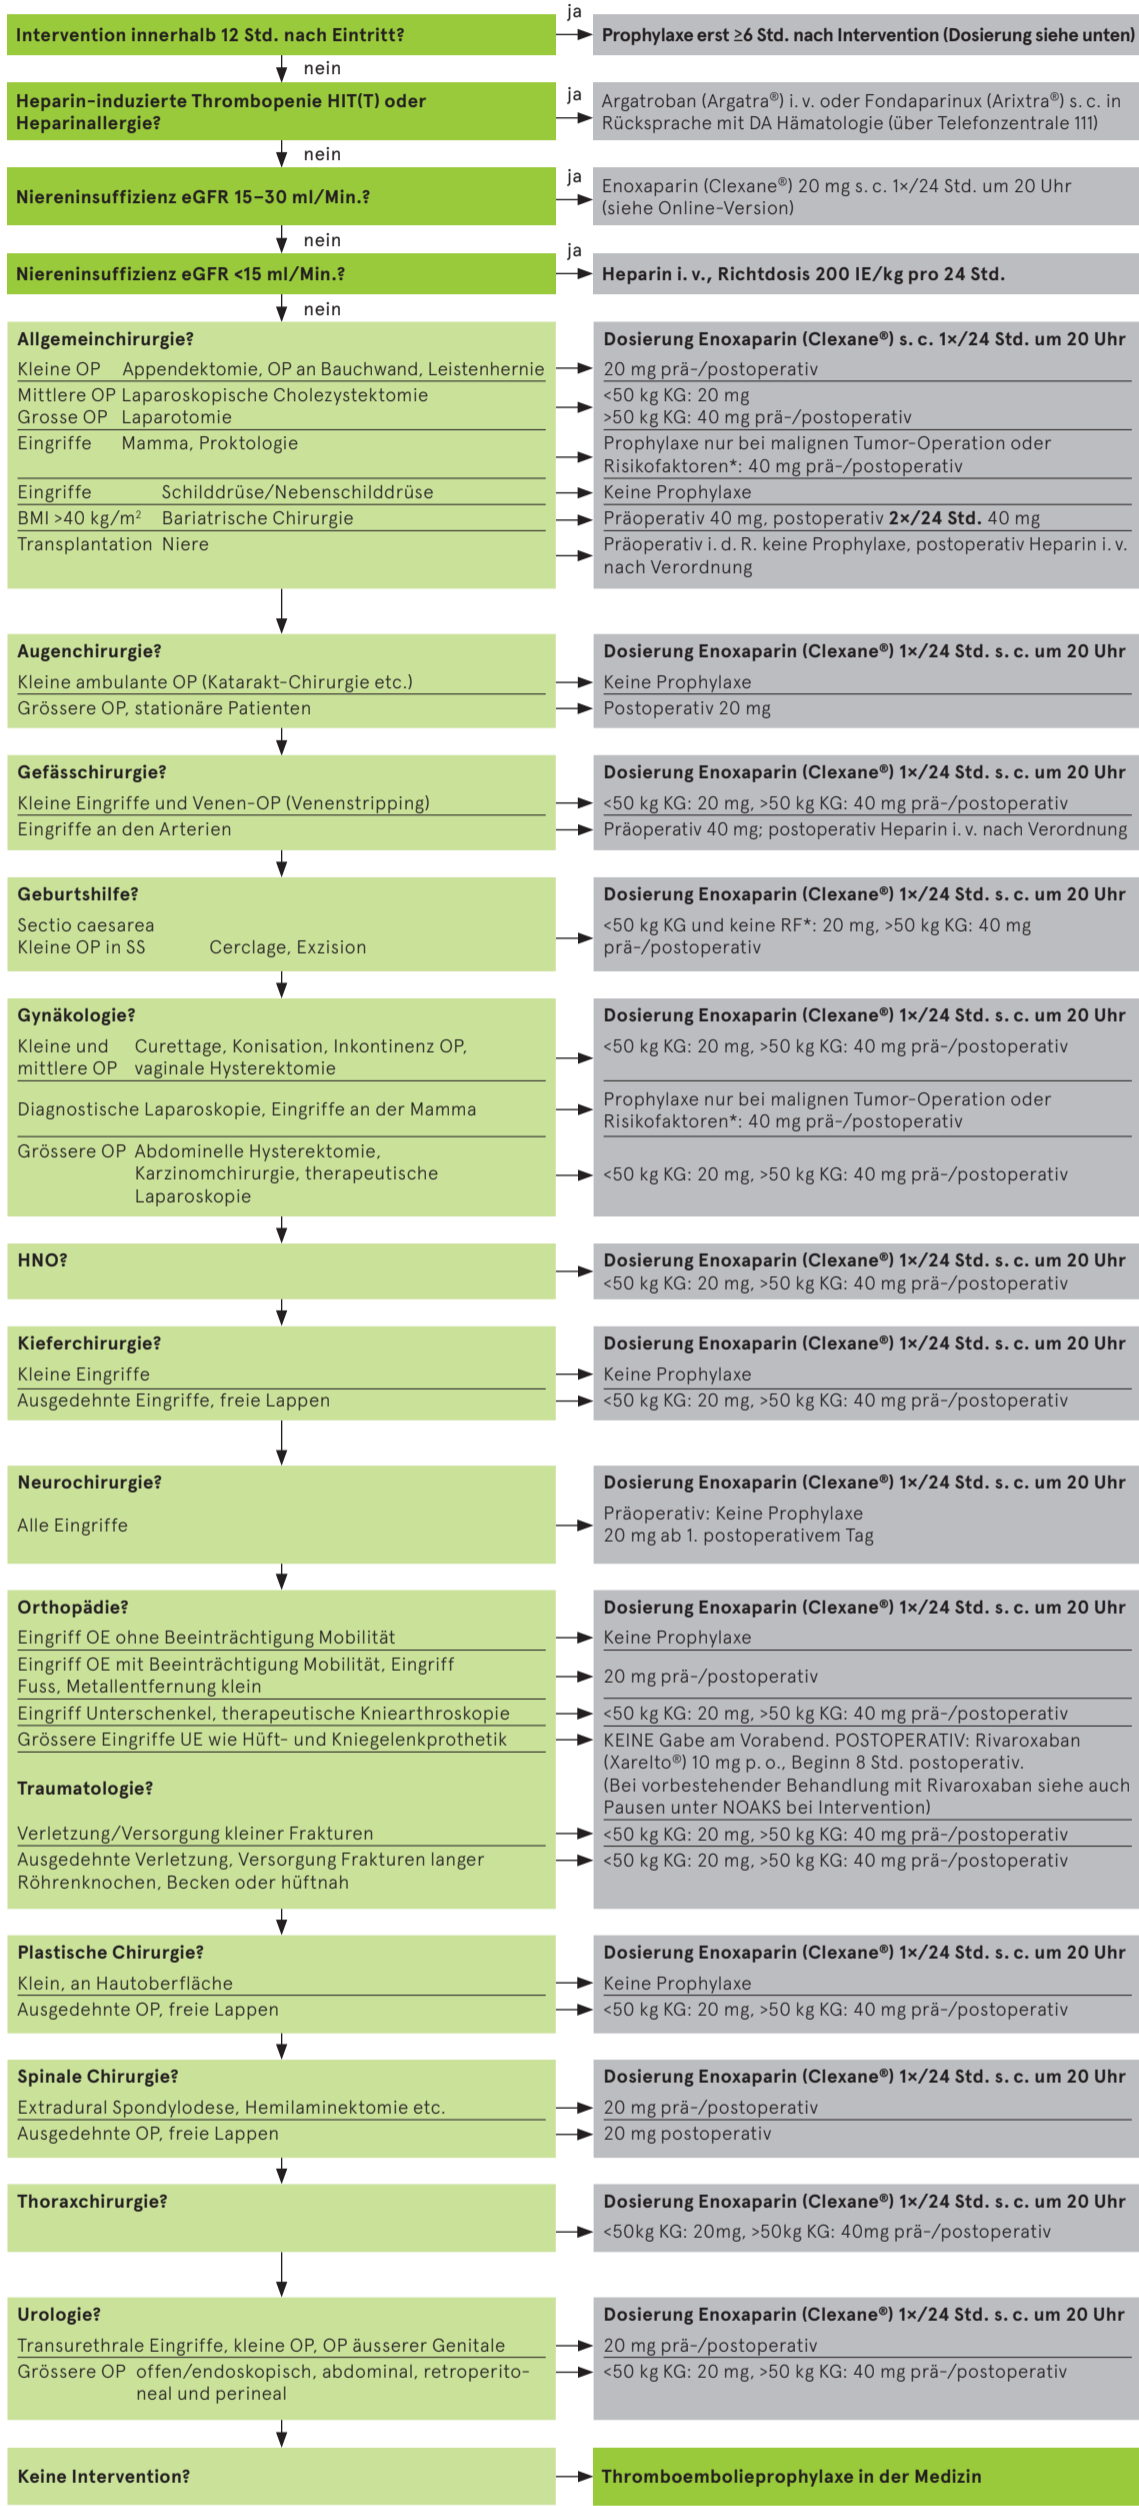 ja
Intervention innerhalb 12 Std. nach Eintritt?
Prophylaxe erst ≥6 Std. nach Intervention (Dosierung siehe unten)
nein
Heparin-induzierte Thrombopenie HIT(T) oder
Heparinallergie?
ja
Argatroban (Argatra®) i. v. oder Fondaparinux (Arixtra®) s. c. in
Rücksprache mit DA Hämatologie (über Telefonzentrale 111)
nein
Niereninsuffizienz eGFR 15–30 ml/Min.?
ja
Enoxaparin (Clexane®) 20 mg s. c. 1×/24 Std. um 20 Uhr
(siehe Online-Version)
nein
Niereninsuffizienz eGFR <15 ml/Min.?
ja
Heparin i. v., Richtdosis 200 IE/kg pro 24 Std.
nein
Allgemeinchirurgie?
Dosierung Enoxaparin (Clexane®) s. c. 1×/24 Std. um 20 Uhr
Kleine OP Appendektomie, OP an Bauchwand, Leistenhernie
20 mg prä-/postoperativ
Mittlere OP Laparoskopische Cholezystektomie
Grosse OP Laparotomie
<50 kg KG: 20 mg
>50 kg KG: 40 mg prä-/postoperativ
Eingriffe Mamma, Proktologie
Prophylaxe nur bei malignen Tumor-Operation oder
Risikofaktoren*: 40 mg prä-/postoperativ
Eingriffe Schilddrüse/Nebenschilddrüse
Keine Prophylaxe
BMI >40 kg/m² Bariatrische Chirurgie
Präoperativ 40 mg, postoperativ 2×/24 Std. 40 mg
Transplantation Niere
Präoperativ i. d. R. keine Prophylaxe, postoperativ Heparin i. v.
nach Verordnung
Augenchirurgie?
Dosierung Enoxaparin (Clexane®) 1×/24 Std. s. c. um 20 Uhr
Kleine ambulante OP (Katarakt-Chirurgie etc.)
Keine Prophylaxe
Grössere OP, stationäre Patienten
Postoperativ 20 mg
Gefässchirurgie?
Dosierung Enoxaparin (Clexane®) 1×/24 Std. s. c. um 20 Uhr
Kleine Eingriffe und Venen-OP (Venenstripping)
<50 kg KG: 20 mg, >50 kg KG: 40 mg prä-/postoperativ
Eingriffe an den Arterien
Präoperativ 40 mg; postoperativ Heparin i. v. nach Verordnung
Geburtshilfe?
Dosierung Enoxaparin (Clexane®) 1×/24 Std. s. c. um 20 Uhr
Sectio caesarea
Kleine OP in SS Cerclage, Exzision
<50 kg KG und keine RF*: 20 mg, >50 kg KG: 40 mg
prä-/postoperativ
Gynäkologie?
Dosierung Enoxaparin (Clexane®) 1×/24 Std. s. c. um 20 Uhr
Kleine und Curettage, Konisation, Inkontinenz OP,
mittlere OP vaginale Hysterektomie
<50 kg KG: 20 mg, >50 kg KG: 40 mg prä-/postoperativ
Diagnostische Laparoskopie, Eingriffe an der Mamma
Prophylaxe nur bei malignen Tumor-Operation oder
Risikofaktoren*: 40 mg prä-/postoperativ
Grössere OP Abdominelle Hysterektomie,
Karzinomchirurgie, therapeutische
Laparoskopie
<50 kg KG: 20 mg, >50 kg KG: 40 mg prä-/postoperativ
HNO?
Dosierung Enoxaparin (Clexane®) 1×/24 Std. s. c. um 20 Uhr
<50 kg KG: 20 mg, >50 kg KG: 40 mg prä-/postoperativ
Kieferchirurgie?
Dosierung Enoxaparin (Clexane®) 1×/24 Std. s. c. um 20 Uhr
Kleine Eingriffe
Keine Prophylaxe
Ausgedehnte Eingriffe, freie Lappen
<50 kg KG: 20 mg, >50 kg KG: 40 mg prä-/postoperativ
Neurochirurgie?
Dosierung Enoxaparin (Clexane®) 1×/24 Std. s. c. um 20 Uhr
Alle Eingriffe
Präoperativ: Keine Prophylaxe
20 mg ab 1. postoperativem Tag
Orthopädie?
Dosierung Enoxaparin (Clexane®) 1×/24 Std. s. c. um 20 Uhr
Eingriff OE ohne Beeinträchtigung Mobilität
Keine Prophylaxe
Eingriff OE mit Beeinträchtigung Mobilität, Eingriff
Fuss, Metallentfernung klein
20 mg prä-/postoperativ
Eingriff Unterschenkel, therapeutische Kniearthroskopie
<50 kg KG: 20 mg, >50 kg KG: 40 mg prä-/postoperativ
Grössere Eingriffe UE wie Hüft- und Kniegelenkprothetik
KEINE Gabe am Vorabend. POSTOPERATIV: Rivaroxaban
(Xarelto®) 10 mg p. o., Beginn 8 Std. postoperativ.
(Bei vorbestehender Behandlung mit Rivaroxaban siehe auch
Pausen unter NOAKS bei Intervention)
Traumatologie?
Verletzung/Versorgung kleiner Frakturen
<50 kg KG: 20 mg, >50 kg KG: 40 mg prä-/postoperativ
Ausgedehnte Verletzung, Versorgung Frakturen langer
Röhrenknochen, Becken oder hüftnah
<50 kg KG: 20 mg, >50 kg KG: 40 mg prä-/postoperativ
Plastische Chirurgie?
Dosierung Enoxaparin (Clexane®) 1×/24 Std. s. c. um 20 Uhr
Klein, an Hautoberfläche
Keine Prophylaxe
Ausgedehnte OP, freie Lappen
<50 kg KG: 20 mg, >50 kg KG: 40 mg prä-/postoperativ
Spinale Chirurgie?
Dosierung Enoxaparin (Clexane®) 1×/24 Std. s. c. um 20 Uhr
Extradural Spondylodese, Hemilaminektomie etc.
20 mg prä-/postoperativ
Ausgedehnte OP, freie Lappen
20 mg postoperativ
Thoraxchirurgie?
Dosierung Enoxaparin (Clexane®) 1×/24 Std. s. c. um 20 Uhr
<50kg KG: 20mg, >50kg KG: 40mg prä-/postoperativ
Urologie?
Dosierung Enoxaparin (Clexane®) 1×/24 Std. s. c. um 20 Uhr
Transurethrale Eingriffe, kleine OP, OP äusserer Genitale
20 mg prä-/postoperativ
Grössere OP offen/endoskopisch, abdominal, retroperito-
neal und perineal
<50 kg KG: 20 mg, >50 kg KG: 40 mg prä-/postoperativ
Keine Intervention?
Thromboembolieprophylaxe in der Medizin